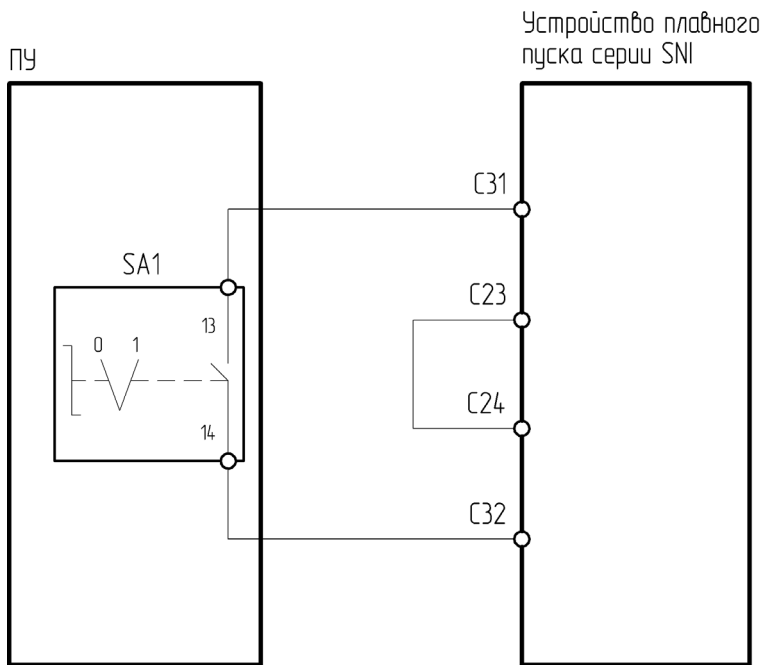 Устройство плавного
пуска серии SNI
ПУ
C31
SA1
C23
13
0 1
C24
14
C32